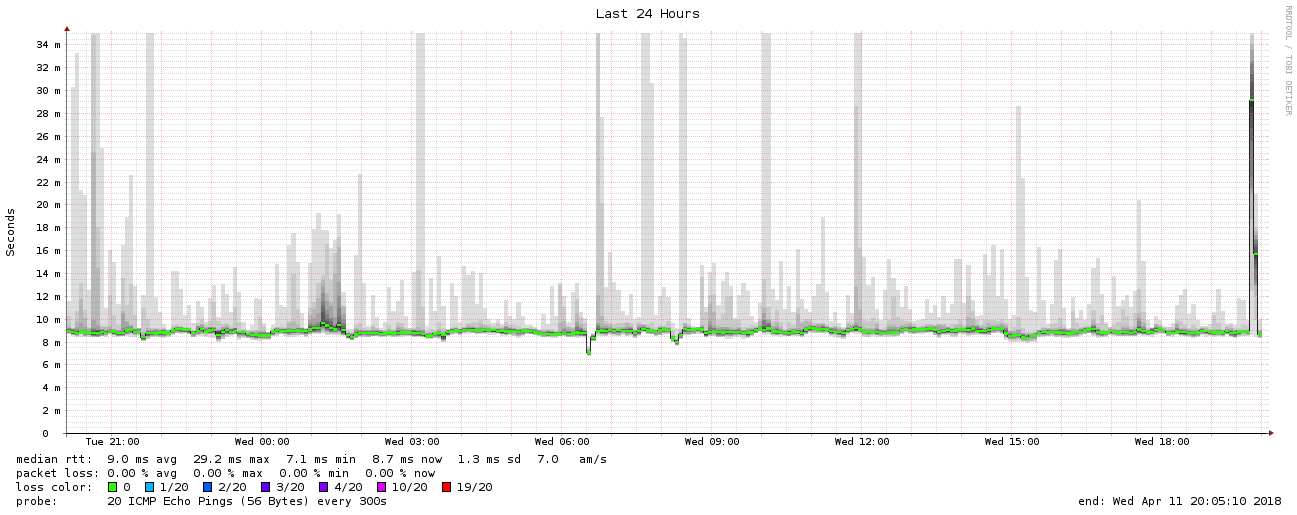 Last 24 Hours
RRDTOOL / TOBI OETIKER
Seconds
34 m
32 m
30 m
28 m
26 m
24 m
22 m
20 m
18 m
16 m
14 m
12 m
10 m
8 m
6 m
4 m
2 m
0
Tue 21:00 Wed 00:00 Wed 03:00 Wed 06:00 Wed 09:00 Wed 12:00 Wed 15:00 Wed 18:00
median rtt: 9.0 ms avg 29.2 ms max 7.1 ms min 8.7 ms now 1.3 ms sd 7.0 am/s
packet loss: 0.00 % avg 0.00 % max 0.00 % min 0.00 % now
loss color: 0 1/20 2/20 3/20 4/20 10/20 19/20
probe: 20 ICMP Echo Pings (56 Bytes) every 300s end: Wed Apr 11 20:05:10 2018